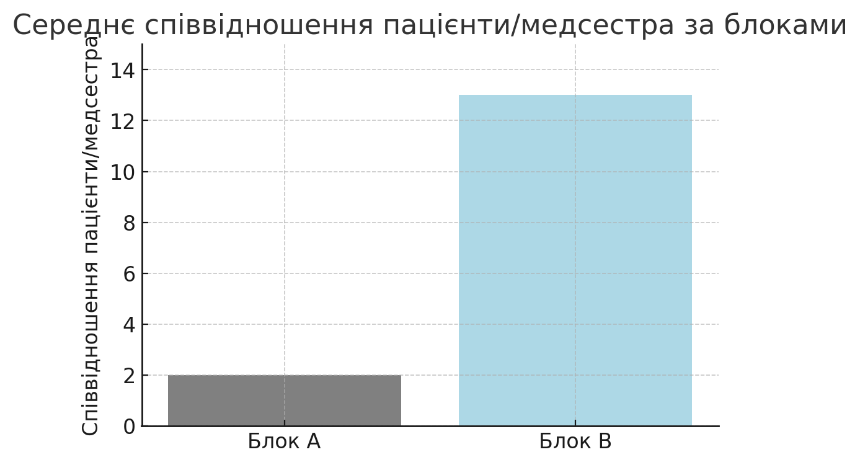 Середнє співвідношення пацієнти/медсестра за блоками
Співвідношення пацієнти/медсестра
14
12
10
8
6
4
2
0
Блок А
Блок В